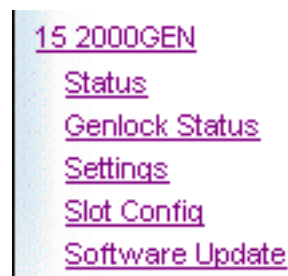 15 2000GEN
Status
Genlock Status
Settings
Slot Config
Software Update